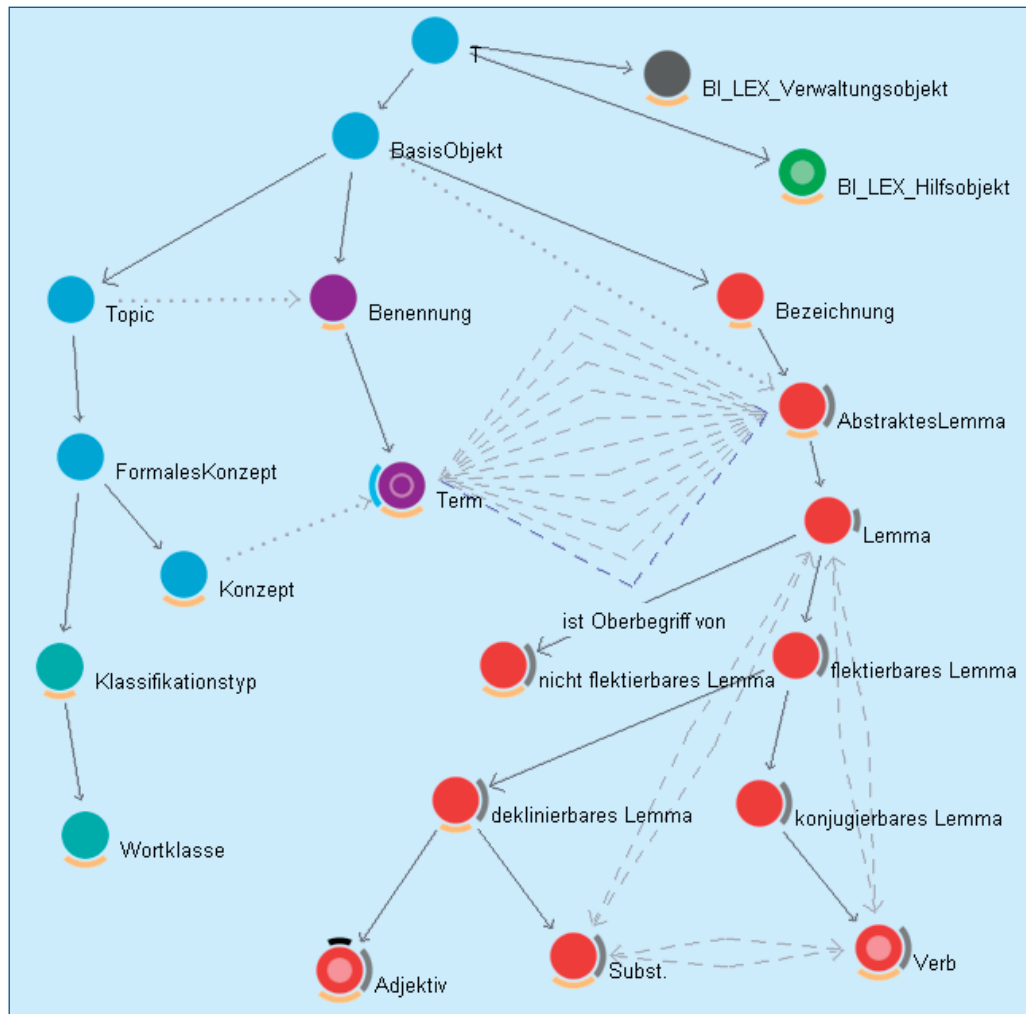 T
BI_LEX_Verwaltungsobjekt
BasisObjekt
BI_LEX_Hilfsobjekt
Topic
Benennung
Bezeichnung
AbstraktesLemma
FormalesKonzept
Term
Lemma
Konzept
ist Oberbegriff von
nicht flektierbares Lemma
flektierbares Lemma
Klassifikationstyp
deklinierbares Lemma
konjugierbares Lemma
Wortklasse
Adjektiv
Subst.
Verb